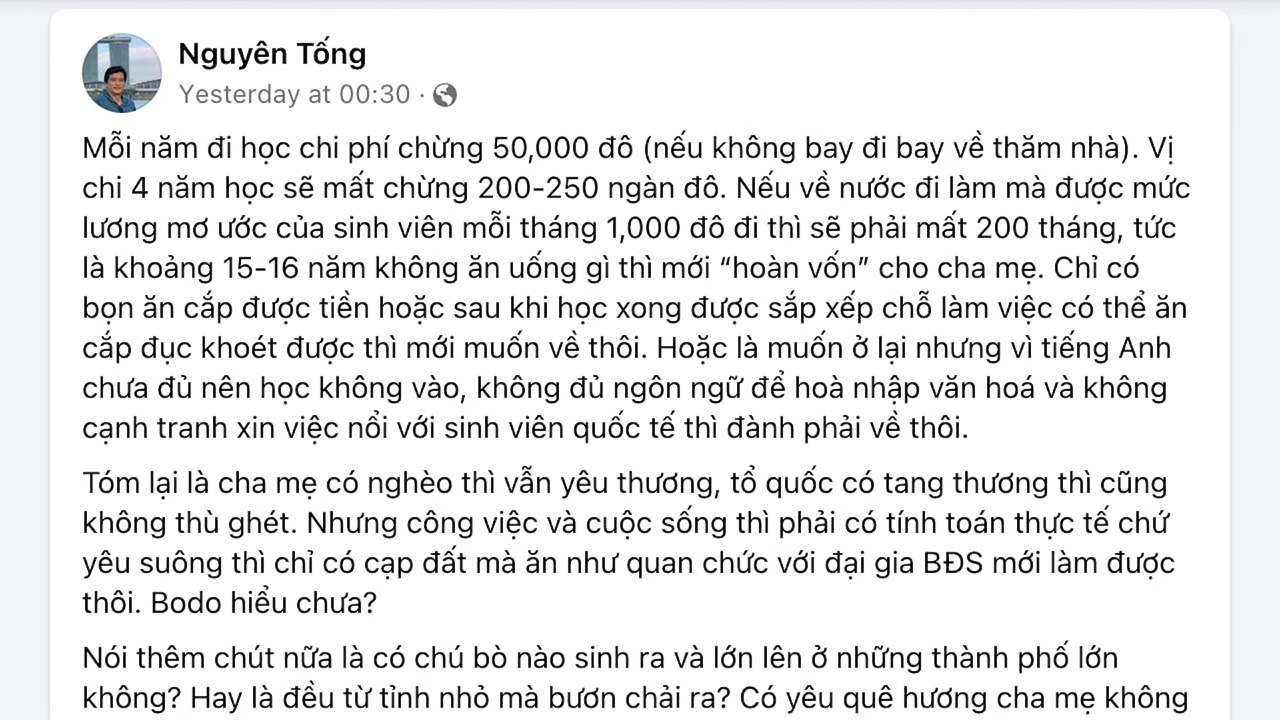 Nguyên Tống
Yesterday at 00:30 ·
Mỗi năm đi học chi phí chừng 50,000 đô (nếu không bay đi bay về thăm nhà). Vị
chi 4 năm học sẽ mất chừng 200-250 ngàn đô. Nếu về nước đi làm mà được mức
lương mơ ước của sinh viên mỗi tháng 1,000 đô đi thì sẽ phải mất 200 tháng, tức
là khoảng 15-16 năm không ăn uống gì thì mới “hoàn vốn” cho cha mẹ. Chỉ có
bọn ăn cắp được tiền hoặc sau khi học xong được sắp xếp chỗ làm việc có thể ăn
cắp đục khoét được thì mới muốn về thôi. Hoặc là muốn ở lại nhưng vì tiếng Anh
chưa đủ nên học không vào, không đủ ngôn ngữ để hoà nhập văn hoá và không
cạnh tranh xin việc nổi với sinh viên quốc tế thì đành phải về thôi.
Tóm lại là cha mẹ có nghèo thì vẫn yêu thương, tổ quốc có tang thương thì cũng
không thù ghét. Nhưng công việc và cuộc sống thì phải có tính toán thực tế chứ
yêu suông thì chỉ có cạp đất mà ăn như quan chức với đại gia BĐS mới làm được
thôi. Bodo hiểu chưa?
Nói thêm chút nữa là có chú bò nào sinh ra và lớn lên ở những thành phố lớn
không? Hay là đều từ tỉnh nhỏ mà bươn chải ra? Có yêu quê hương cha mẹ không